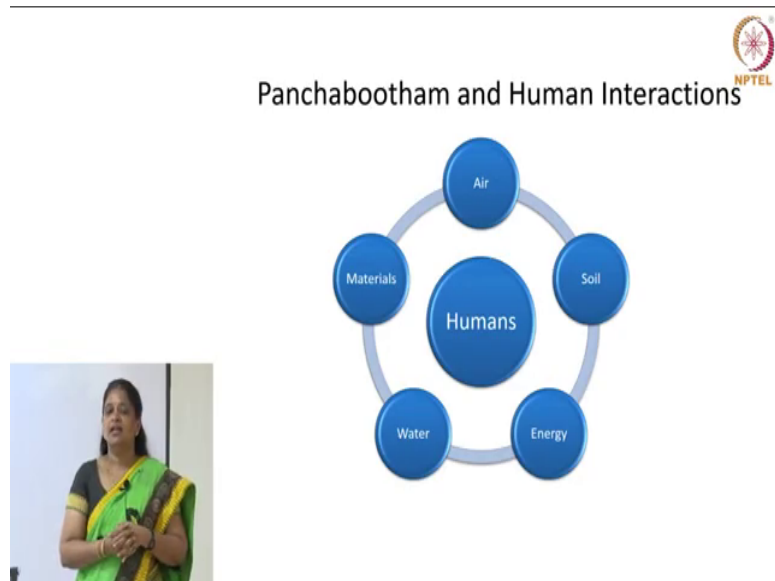 NPTEL
Panchabootham and Human Interactions
Air
Materials
Soil
Humans
Water
Energy